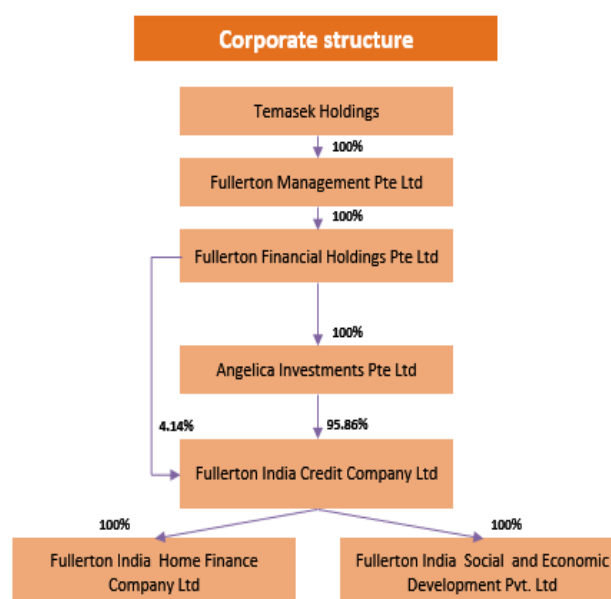 Corporate structure
Temasek Holdings
100%
Fullerton Management Pte Ltd
100%
Fullerton Financial Holdings Pte Ltd
100%
Angelica Investments Pte Ltd
4.14%
95.86%
Fullerton India Credit Company Ltd
100%
100%
Fullerton India Home Finance
Company Ltd
Fullerton India Social and Economic
Development Pvt. Ltd